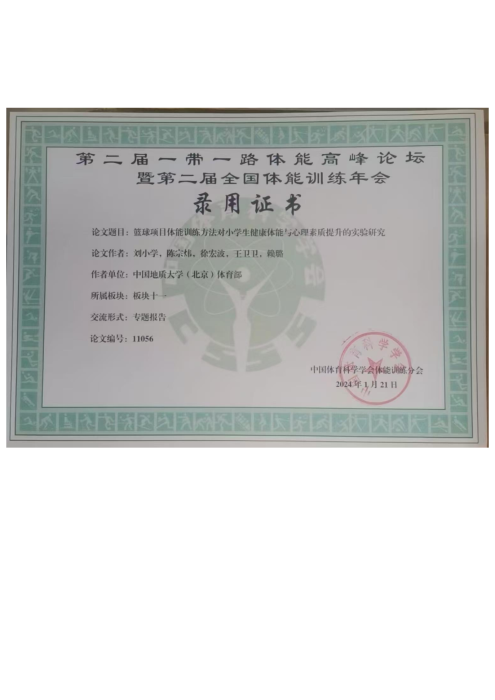 第二届一带一路体能高峰论坛
暨第二届全国体能训练年会
录用证书
论文题目：篮球项目体能训练方法对小学生健康体能与心理素质提升的实验研究
论文作者：刘小学，陈宗炜，徐宏波，王卫卫，赖勝
作者单位：中国地质大学（北京）体育部
所属板块：板块十一
交流形式：专题报告
论文编号：11056
中国体育科学学会体能训练分会
2024年1月21日